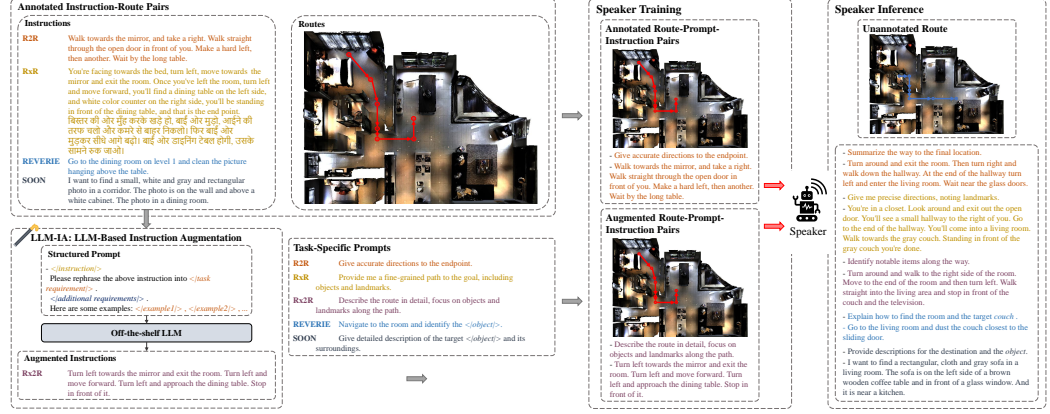 Annotated Instruction-Route Pairs
Instructions
R2R Walk towards the mirror, and take a right. Walk straight
through the open door in front of you. Make a hard left,
then another. Wait by the long table.
RxR You're facing towards the bed, turn left, move towards the
mirror and exit the room. Once you've left the room, turn left
and move forward, you'll find a dining table on the left side,
and white color counter on the right side, you'll be standing
in front of the dining table, and that is the end point.
बिस्तर की ओर मुँह करके खड़े हों, बाईं ओर मुड़ो, आईने की
तरफ चलो और कमरे से बाहर निकलो। फिर बाईं ओर
मुड़कर सीधे आगे बढ़ो। बाईं ओर डाइनिंग टेबल होगी, उसके
सामने रुक जाओ।
REVERIE Go to the dining room on level 1 and clean the picture
hanging above the table.
SOON I want to find a small, white and gray and rectangular
photo in a corridor. The photo is on the wall and above a
white cabinet. The photo in a dining room.
Routes
LLM-IA: LLM-Based Instruction Augmentation
Structured Prompt
- </instruction/>
Please rephrase the above instruction into </task
requirement/> .
</additional requirements/> .
Here are some examples: </example1/> , </example2/> , ...
Off-the-shelf LLM
Augmented Instructions
Rx2R Turn left towards the mirror and exit the room. Turn left and
move forward. Turn left and approach the dining table. Stop
in front of it.
Task-Specific Prompts
R2R Give accurate directions to the endpoint.
RxR Provide me a fine-grained path to the goal, including
objects and landmarks.
Rx2R Describe the route in detail, focus on objects and
landmarks along the path.
REVERIE Navigate to the room and identify the </object/>.
SOON Give detailed description of the target </object/> and its
surroundings.
Speaker Training
Annotated Route-Prompt-
Instruction Pairs
- Give accurate directions to the endpoint.
- Walk towards the mirror, and take a right.
Walk straight through the open door in
front of you. Make a hard left, then another.
Wait by the long table.
Augmented Route-Prompt-
Instruction Pairs
- Describe the route in detail, focus on
objects and landmarks along the path.
- Turn left towards the mirror and exit the
room. Turn left and move forward. Turn
left and approach the dining table. Stop in
front of it.
Speaker
Speaker Inference
Unannotated Route
- Summarize the way to the final location.
- Turn around and exit the room. Then turn right and
walk down the hallway. At the end of the hallway turn
left and enter the living room. Wait near the glass doors.
- Give me precise directions, noting landmarks.
- You're in a closet. Look around and exit out the open
door. You'll see a small hallway to the right of you. Go
to the end of the hallway. You'll come into a living room.
Walk towards the gray couch. Standing in front of the
gray couch you're done.
- Identify notable items along the way.
- Turn around and walk to the right side of the room.
Move to the end of the room and then turn left. Walk
straight into the living area and stop in front of the
couch and the television.
- Explain how to find the room and the target couch .
- Go to the living room and dust the couch closest to the
sliding door.
- Provide descriptions for the destination and the object.
- I want to find a rectangular, cloth and gray sofa in a
living room. The sofa is on the left side of a brown
wooden coffee table and in front of a glass window. And
it is near a kitchen.